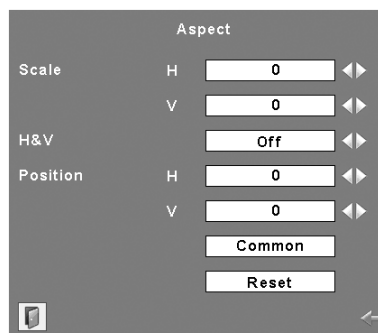 Aspect
Scale H 0
V 0
H&V Off
Position H 0
V 0
Common
Reset